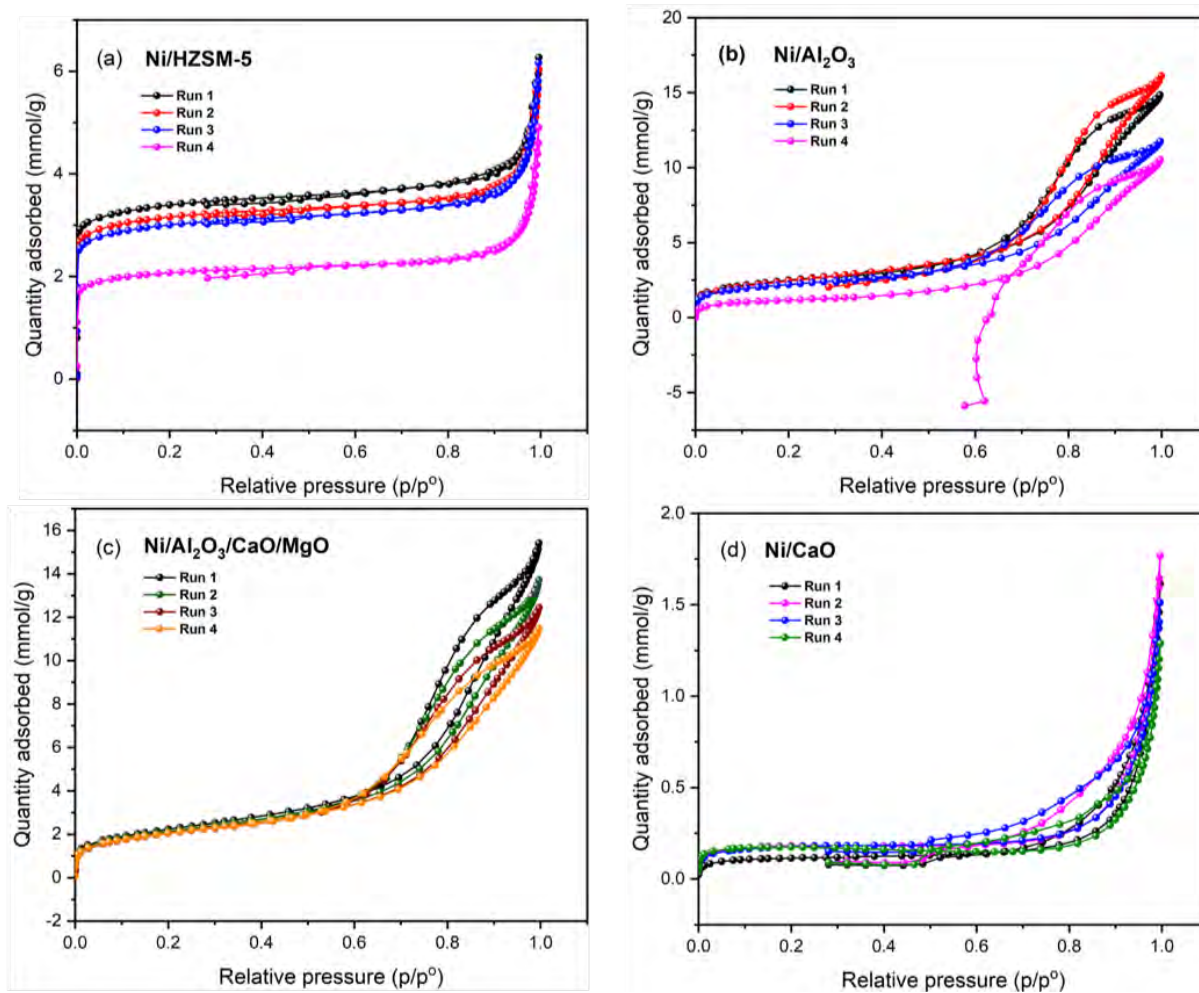 (a) Ni/HZSM-5
Run 1
Run 2
Run 3
Run 4
Quantity adsorbed (mmol/g)
6
4
2
0
0.0 0.2 0.4 0.6 0.8 1.0
Relative pressure (p/pº)
(b) Ni/Al₂O₃
Run 1
Run 2
Run 3
Run 4
Quantity adsorbed (mmol/g)
20
15
10
5
0
-5
0.0 0.2 0.4 0.6 0.8 1.0
Relative pressure (p/pº)
(c) Ni/Al₂O₃/CaO/MgO
Run 1
Run 2
Run 3
Run 4
Quantity adsorbed (mmol/g)
16
14
12
10
8
6
4
2
0
-2
0.0 0.2 0.4 0.6 0.8 1.0
Relative pressure (p/pº)
(d) Ni/CaO
Run 1
Run 2
Run 3
Run 4
Quantity adsorbed (mmol/g)
2.0
1.5
1.0
0.5
0.0
0.0 0.2 0.4 0.6 0.8 1.0
Relative pressure (p/pº)